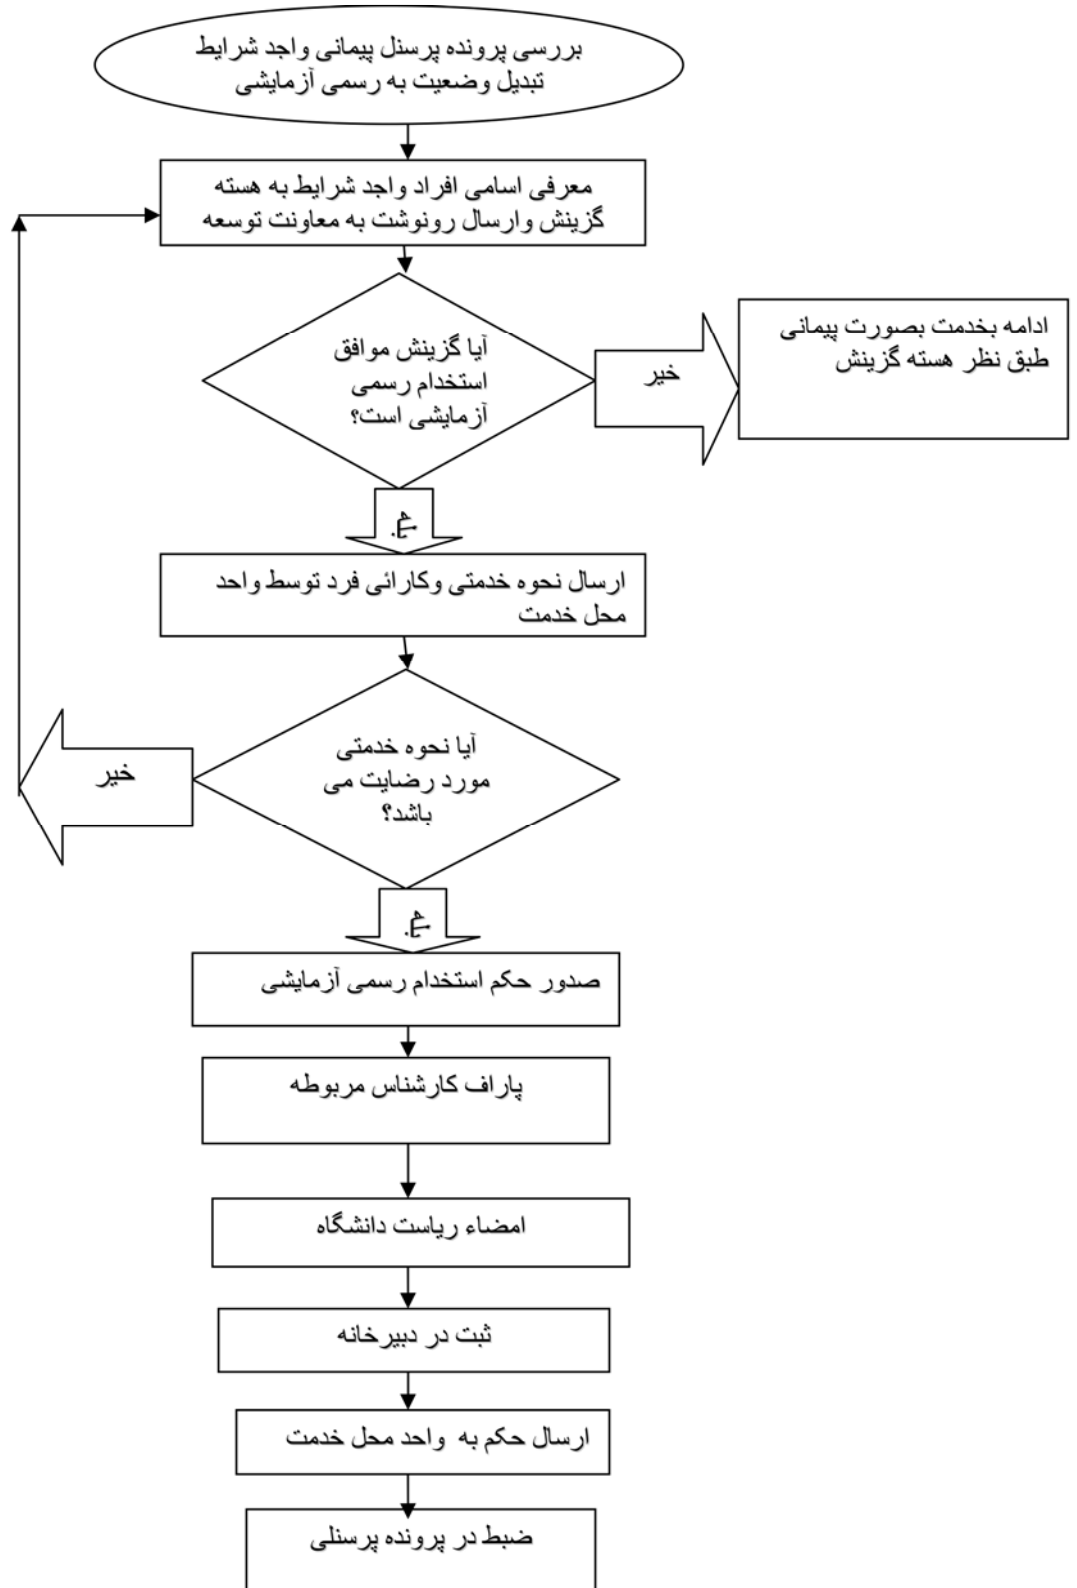 بررسی پرونده پرسنل پیمانی واجد شرایط
تبدیل وضعیت به رسمی آزمایشی
معرفی اسامی افراد واجد شرایط به هسته
گزینش وارسال رونوشت به معاونت توسعه
آیا گزینش موافق
استخدام رسمی
آزمایشی است؟
خیر
ادامه بخدمت بصورت پیمانی
طبق نظر هسته گزینش
بله
ارسال نحوه خدمتی وکارائی فرد توسط واحد
محل خدمت
آیا نحوه خدمتی
مورد رضایت می
باشد؟
خیر
بله
صدور حکم استخدام رسمی آزمایشی
پاراف کارشناس مربوطه
امضاء ریاست دانشگاه
ثبت در دبیرخانه
ارسال حکم به واحد محل خدمت
ضبط در پرونده پرسنلی